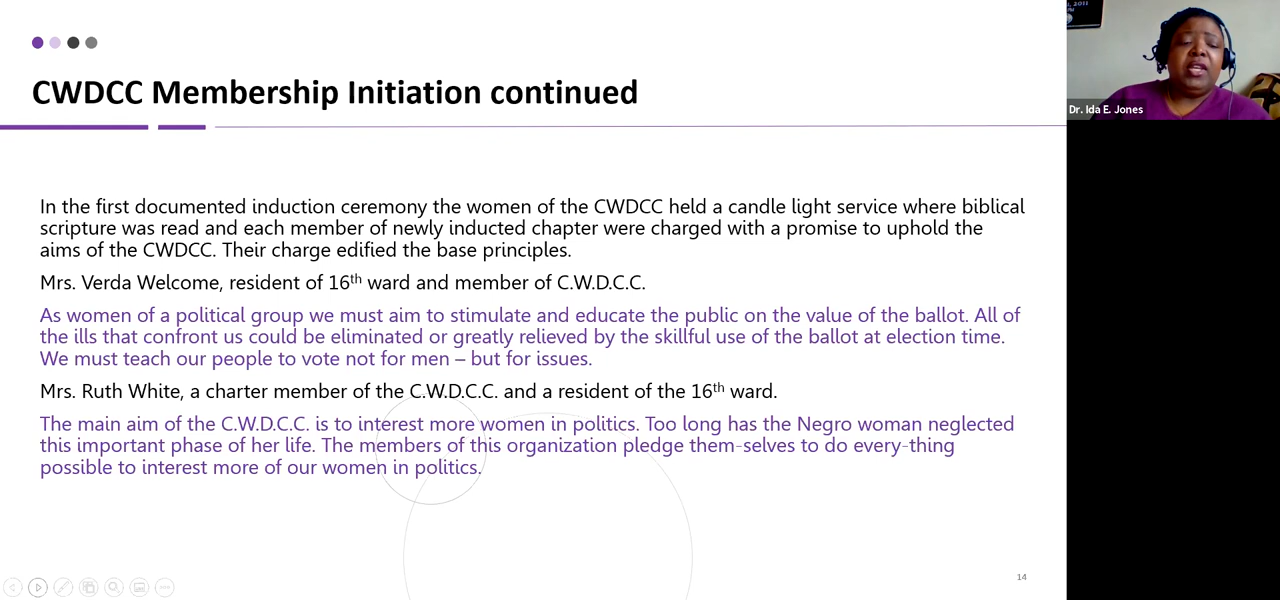 CWDCC Membership Initiation continued
In the first documented induction ceremony the women of the CWDCC held a candle light service where biblical
scripture was read and each member of newly inducted chapter were charged with a promise to uphold the
aims of the CWDCC. Their charge edified the base principles.
Mrs. Verda Welcome, resident of 16th ward and member of C.W.D.C.C.
As women of a political group we must aim to stimulate and educate the public on the value of the ballot. All of
the ills that confront us could be eliminated or greatly relieved by the skillful use of the ballot at election time.
We must teach our people to vote not for men – but for issues.
Mrs. Ruth White, a charter member of the C.W.D.C.C. and a resident of the 16th ward.
The main aim of the C.W.D.C.C. is to interest more women in politics. Too long has the Negro woman neglected
this important phase of her life. The members of this organization pledge them-selves to do every-thing
possible to interest more of our women in politics.
14
2011
Dr. Ida E. Jones